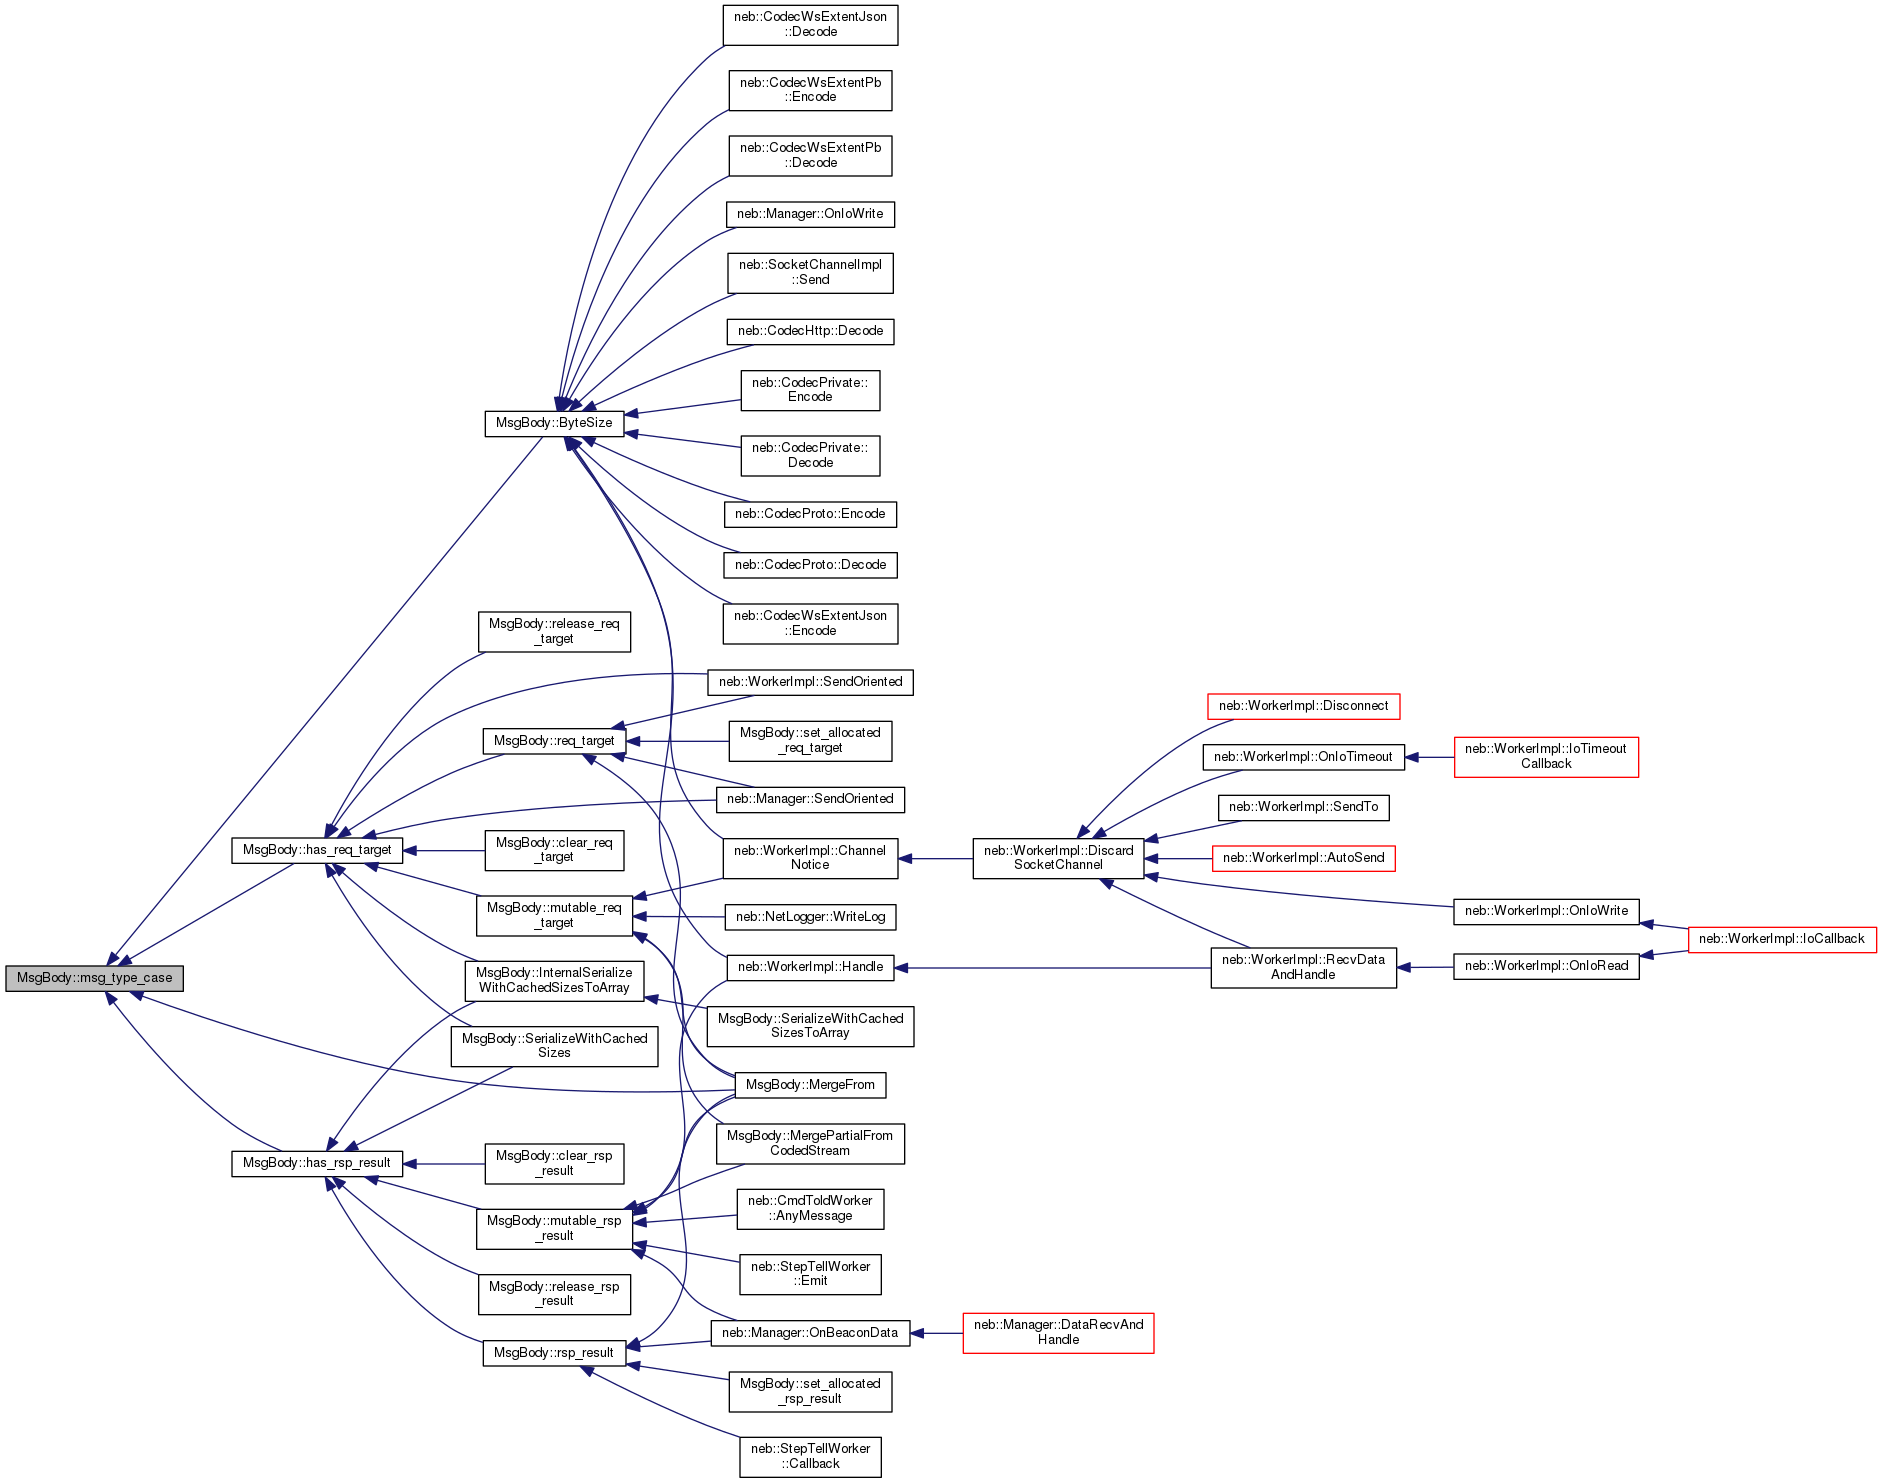 neb::CodecWsExtentJson
::Decode
neb::CodecWsExtentPb
::Encode
neb::CodecWsExtentPb
::Decode
neb::Manager::OnIoWrite
neb::SocketChannelImpl
::Send
neb::CodecHttp::Decode
neb::CodecPrivate::
Encode
MsgBody::ByteSize
neb::CodecPrivate::
Decode
neb::CodecProto::Encode
neb::CodecProto::Decode
neb::CodecWsExtentJson
::Encode
MsgBody::release_req
_target
neb::WorkerImpl::SendOriented
MsgBody::req_target
MsgBody::set_allocated
_req_target
neb::Manager::SendOriented
neb::WorkerImpl::Disconnect
neb::WorkerImpl::OnIoTimeout
neb::WorkerImpl::IoTimeout
Callback
neb::WorkerImpl::SendTo
MsgBody::has_req_target
MsgBody::clear_req
_target
neb::WorkerImpl::Channel
Notice
neb::WorkerImpl::Discard
SocketChannel
neb::WorkerImpl::AutoSend
MsgBody::mutable_req
_target
neb::NetLogger::WriteLog
neb::WorkerImpl::OnIoWrite
neb::WorkerImpl::IoCallback
MsgBody::msg_type_case
MsgBody::InternalSerialize
WithCachedSizesToArray
neb::WorkerImpl::Handle
neb::WorkerImpl::RecvData
AndHandle
neb::WorkerImpl::OnIoRead
MsgBody::SerializeWithCached
SizesToArray
MsgBody::SerializeWithCached
Sizes
MsgBody::MergeFrom
MsgBody::MergePartialFrom
CodedStream
MsgBody::has_rsp_result
MsgBody::clear_rsp
_result
MsgBody::mutable_rsp
_result
neb::CmdToldWorker
::AnyMessage
neb::StepTellWorker
::Emit
MsgBody::release_rsp
_result
neb::Manager::OnBeaconData
neb::Manager::DataRecvAnd
Handle
MsgBody::rsp_result
MsgBody::set_allocated
_rsp_result
neb::StepTellWorker
::Callback